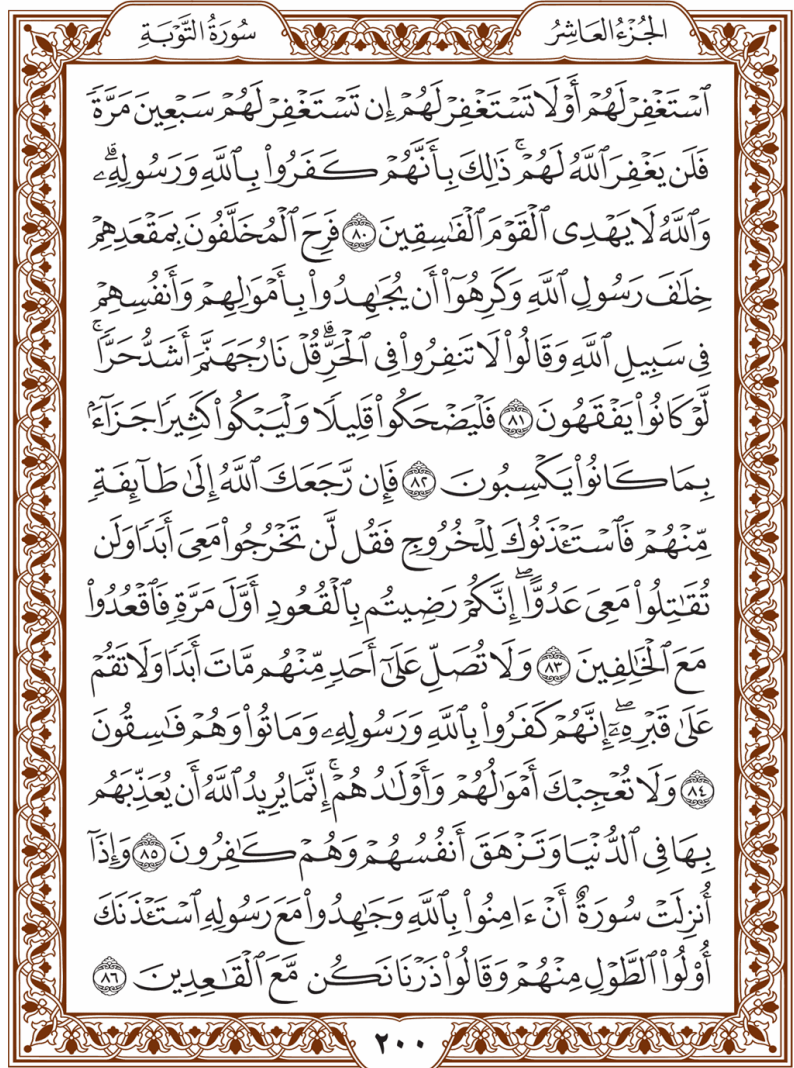 الجُزْءُ العَاشِرُ
سُورَةُ التَّوۡبَةِ
ٱسۡتَغۡفِرۡ لَهُمۡ أَوۡ لَا تَسۡتَغۡفِرۡ لَهُمۡ إِن تَسۡتَغۡفِرۡ لَهُمۡ سَبۡعِينَ مَرَّةٗ
فَلَن يَغۡفِرَ ٱللَّهُ لَهُمۡۚ ذَٰلِكَ بِأَنَّهُمۡ كَفَرُواْ بِٱللَّهِ وَرَسُولِهِۦۗ
وَٱللَّهُ لَا يَهۡدِي ٱلۡقَوۡمَ ٱلۡفَٰسِقِينَ ٨٠ فَرِحَ ٱلۡمُخَلَّفُونَ بِمَقۡعَدِهِمۡ
خِلَٰفَ رَسُولِ ٱللَّهِ وَكَرِهُوٓاْ أَن يُجَٰهِدُواْ بِأَمۡوَٰلِهِمۡ وَأَنفُسِهِمۡ
فِي سَبِيلِ ٱللَّهِ وَقَالُواْ لَا تَنفِرُواْ فِي ٱلۡحَرِّۗ قُلۡ نَارُ جَهَنَّمَ أَشَدُّ حَرّٗاۚ
لَّوۡ كَانُواْ يَفۡقَهُونَ ٨١ فَلۡيَضۡحَكُواْ قَلِيلٗا وَلۡيَبۡكُواْ كَثِيرٗا جَزَآءَۢ
بِمَا كَانُواْ يَكۡسِبُونَ ٨٢ فَإِن رَّجَعَكَ ٱللَّهُ إِلَىٰ طَآئِفَةٖ
مِّنۡهُمۡ فَٱسۡتَـٔۡذَنُوكَ لِلۡخُرُوجِ فَقُل لَّن تَخۡرُجُواْ مَعِيَ أَبَدٗا وَلَن
تُقَٰتِلُواْ مَعِيَ عَدُوًّاۖ إِنَّكُمۡ رَضِيتُم بِٱلۡقُعُودِ أَوَّلَ مَرَّةٖ فَٱقۡعُدُواْ
مَعَ ٱلۡخَٰلِفِينَ ٨٣ وَلَا تُصَلِّ عَلَىٰٓ أَحَدٖ مِّنۡهُم مَّاتَ أَبَدٗا وَلَا تَقُمۡ
عَلَىٰ قَبۡرِهِۦٓۖ إِنَّهُمۡ كَفَرُواْ بِٱللَّهِ وَرَسُولِهِۦ وَمَاتُواْ وَهُمۡ فَٰسِقُونَ
٨٤ وَلَا تُعۡجِبۡكَ أَمۡوَٰلُهُمۡ وَأَوۡلَٰدُهُمۡۚ إِنَّمَا يُرِيدُ ٱللَّهُ أَن يُعَذِّبَهُم
بِهَا فِي ٱلدُّنۡيَا وَتَزۡهَقَ أَنفُسُهُمۡ وَهُمۡ كَٰفِرُونَ ٨٥ وَإِذَآ
أُنزِلَتۡ سُورَةٌ أَنۡ ءَامِنُواْ بِٱللَّهِ وَجَٰهِدُواْ مَعَ رَسُولِهِ ٱسۡتَـٔۡذَنَكَ
أُوْلُواْ ٱلطَّوۡلِ مِنۡهُمۡ وَقَالُواْ ذَرۡنَا نَكُن مَّعَ ٱلۡقَٰعِدِينَ ٨٦
٢٠٠